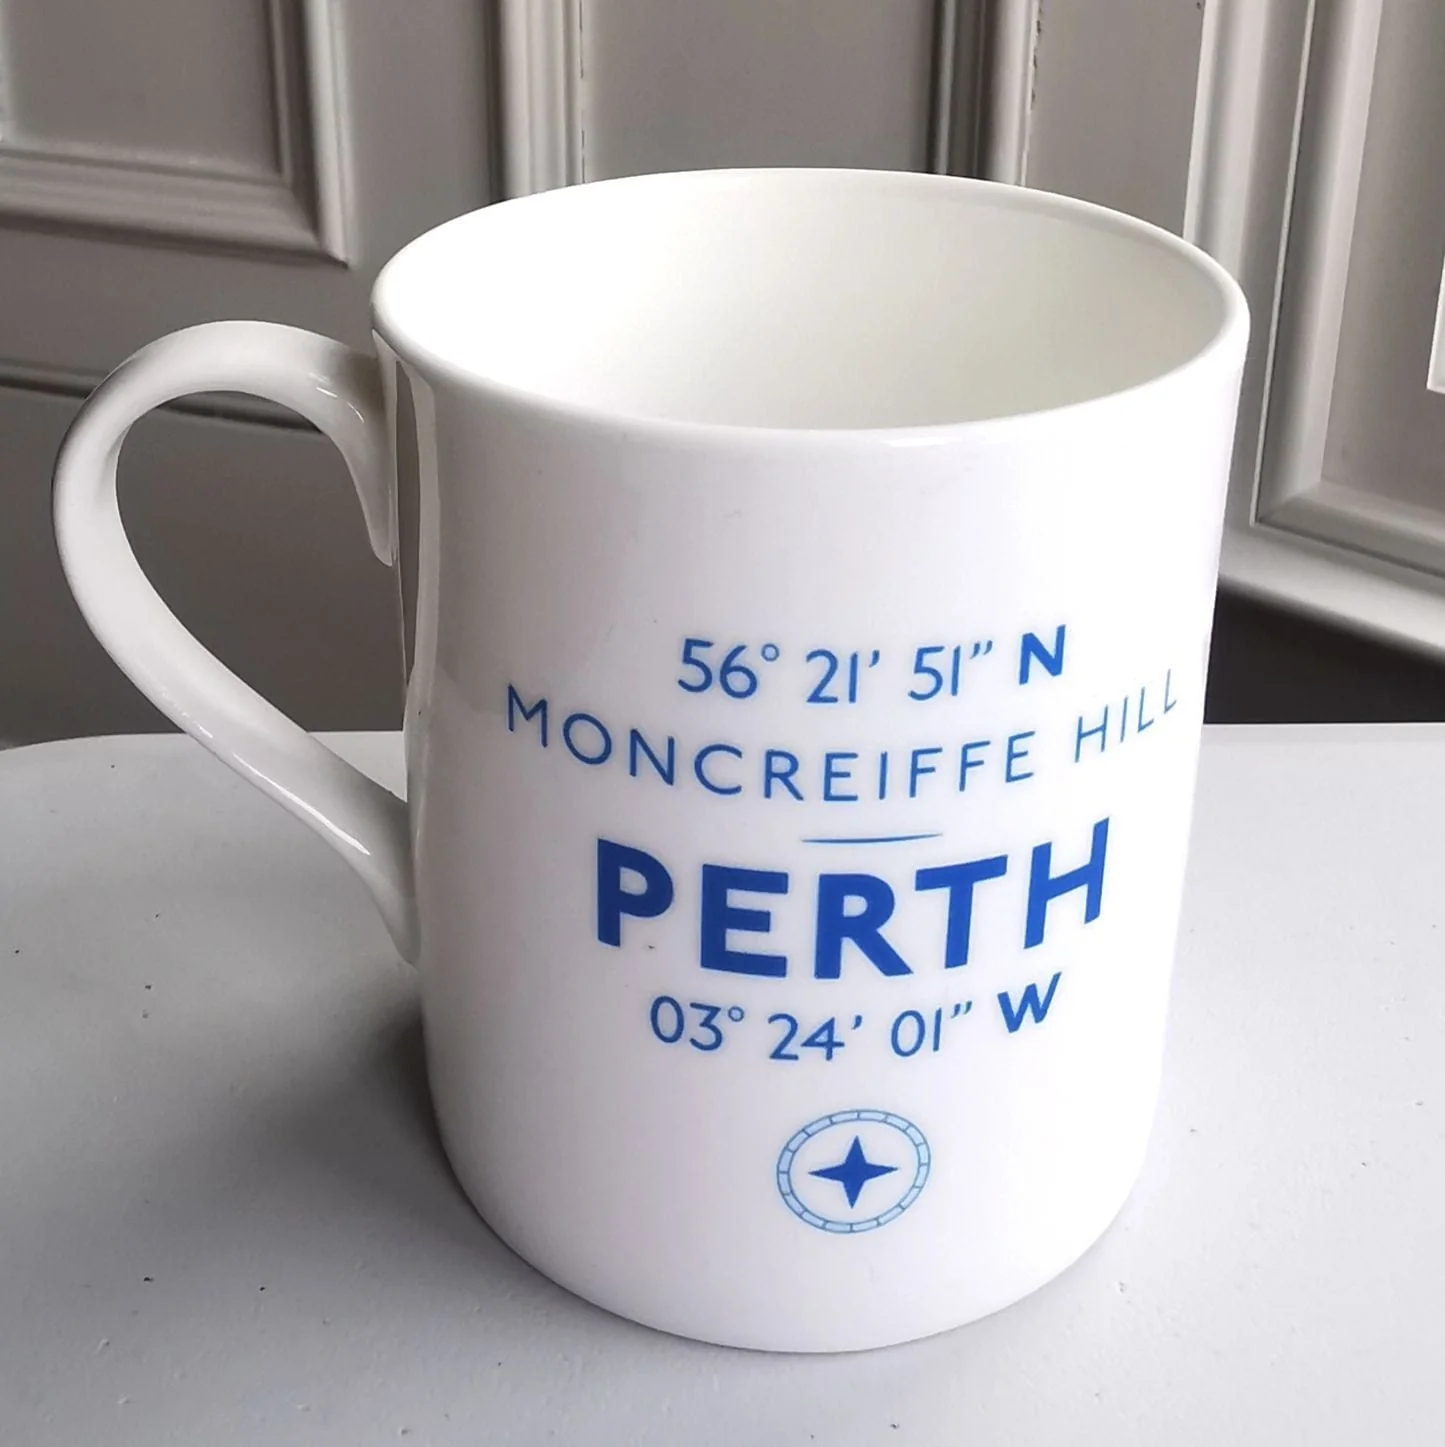 56° 21’ 51” N
MONCREIFFE HILL
PERTH
03° 24’ 01” W